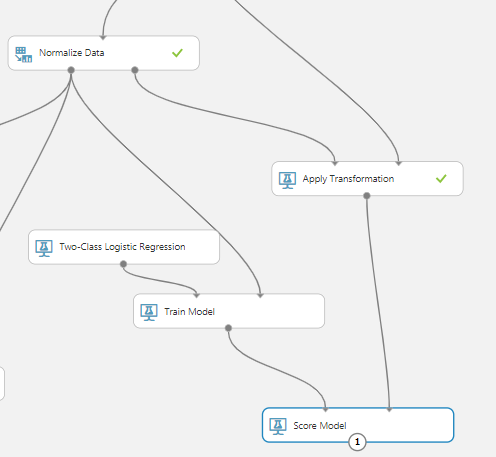 Normalize Data
Apply Transformation
Two-Class Logistic Regression
Train Model
Score Model
1